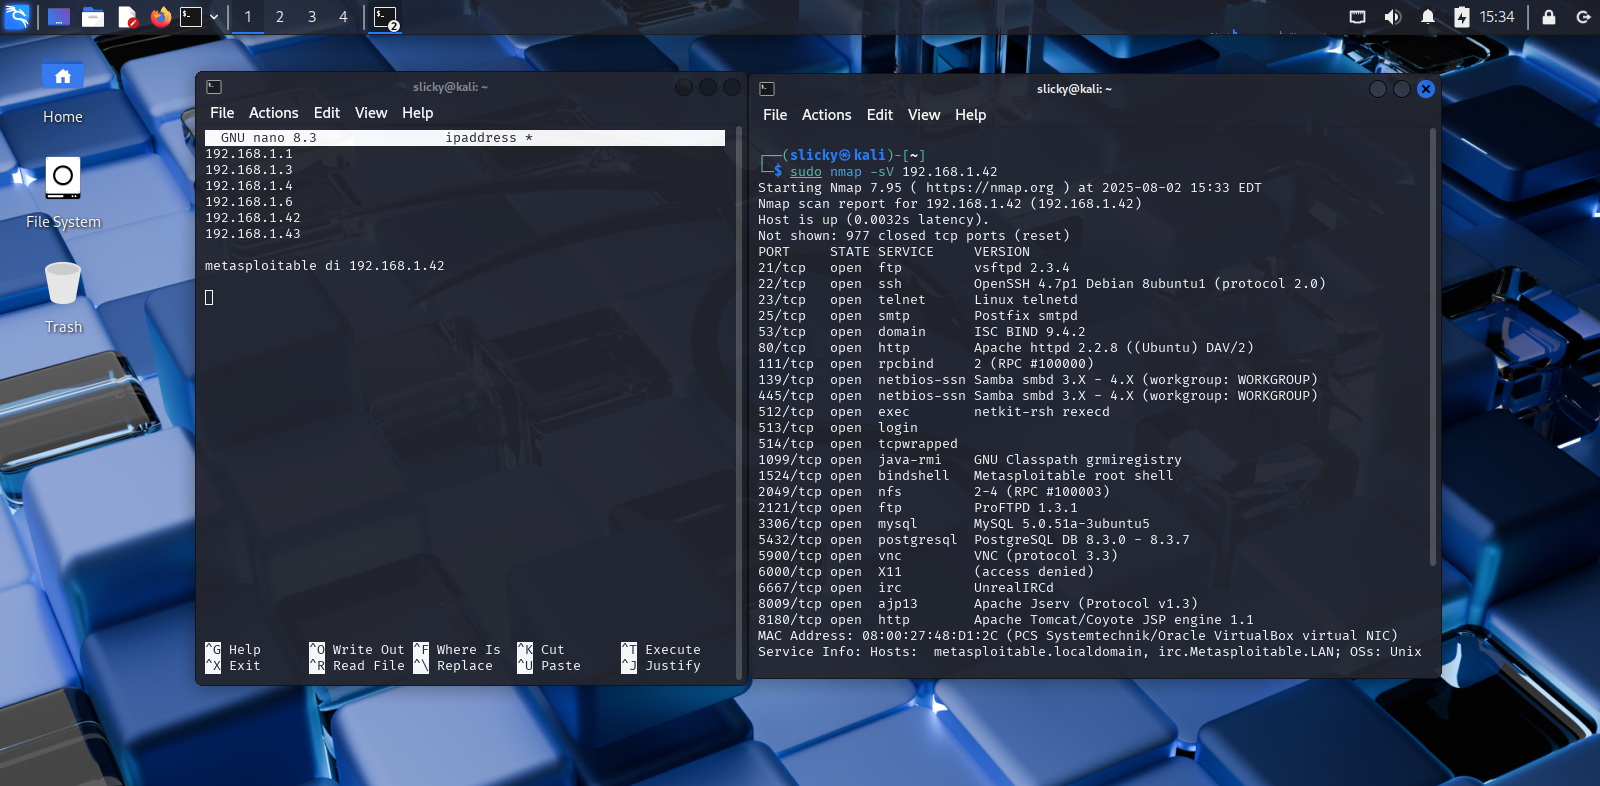 1 2 3 4
2
15:34
Home
File System
Trash
slicky@kali: ~
File Actions Edit View Help
GNU nano 8.3 ipaddress *
192.168.1.1
192.168.1.3
192.168.1.4
192.168.1.6
192.168.1.42
192.168.1.43
metasploitable di 192.168.1.42
^G Help ^O Write Out ^F Where Is ^K Cut ^T Execute
^X Exit ^R Read File ^\ Replace ^U Paste ^J Justify
slicky@kali: ~
File Actions Edit View Help
┌──(slicky㉿kali)-[~]
└─$ sudo nmap -sV 192.168.1.42
Starting Nmap 7.95 ( https://nmap.org ) at 2025-08-02 15:33 EDT
Nmap scan report for 192.168.1.42 (192.168.1.42)
Host is up (0.0032s latency).
Not shown: 977 closed tcp ports (reset)
PORT STATE SERVICE VERSION
21/tcp open ftp vsftpd 2.3.4
22/tcp open ssh OpenSSH 4.7p1 Debian 8ubuntu1 (protocol 2.0)
23/tcp open telnet Linux telnetd
25/tcp open smtp Postfix smtpd
53/tcp open domain ISC BIND 9.4.2
80/tcp open http Apache httpd 2.2.8 ((Ubuntu) DAV/2)
111/tcp open rpcbind 2 (RPC #100000)
139/tcp open netbios-ssn Samba smbd 3.X - 4.X (workgroup: WORKGROUP)
445/tcp open netbios-ssn Samba smbd 3.X - 4.X (workgroup: WORKGROUP)
512/tcp open exec netkit-rsh rexecd
513/tcp open login
514/tcp open tcpwrapped
1099/tcp open java-rmi GNU Classpath grmiregistry
1524/tcp open bindshell Metasploitable root shell
2049/tcp open nfs 2-4 (RPC #100003)
2121/tcp open ftp ProFTPD 1.3.1
3306/tcp open mysql MySQL 5.0.51a-3ubuntu5
5432/tcp open postgresql PostgreSQL DB 8.3.0 - 8.3.7
5900/tcp open vnc VNC (protocol 3.3)
6000/tcp open X11 (access denied)
6667/tcp open irc UnrealIRCd
8009/tcp open ajp13 Apache Jserv (Protocol v1.3)
8180/tcp open http Apache Tomcat/Coyote JSP engine 1.1
MAC Address: 08:00:27:48:D1:2C (PCS Systemtechnik/Oracle VirtualBox virtual NIC)
Service Info: Hosts:  metasploitable.localdomain, irc.Metasploitable.LAN; OSs: Unix